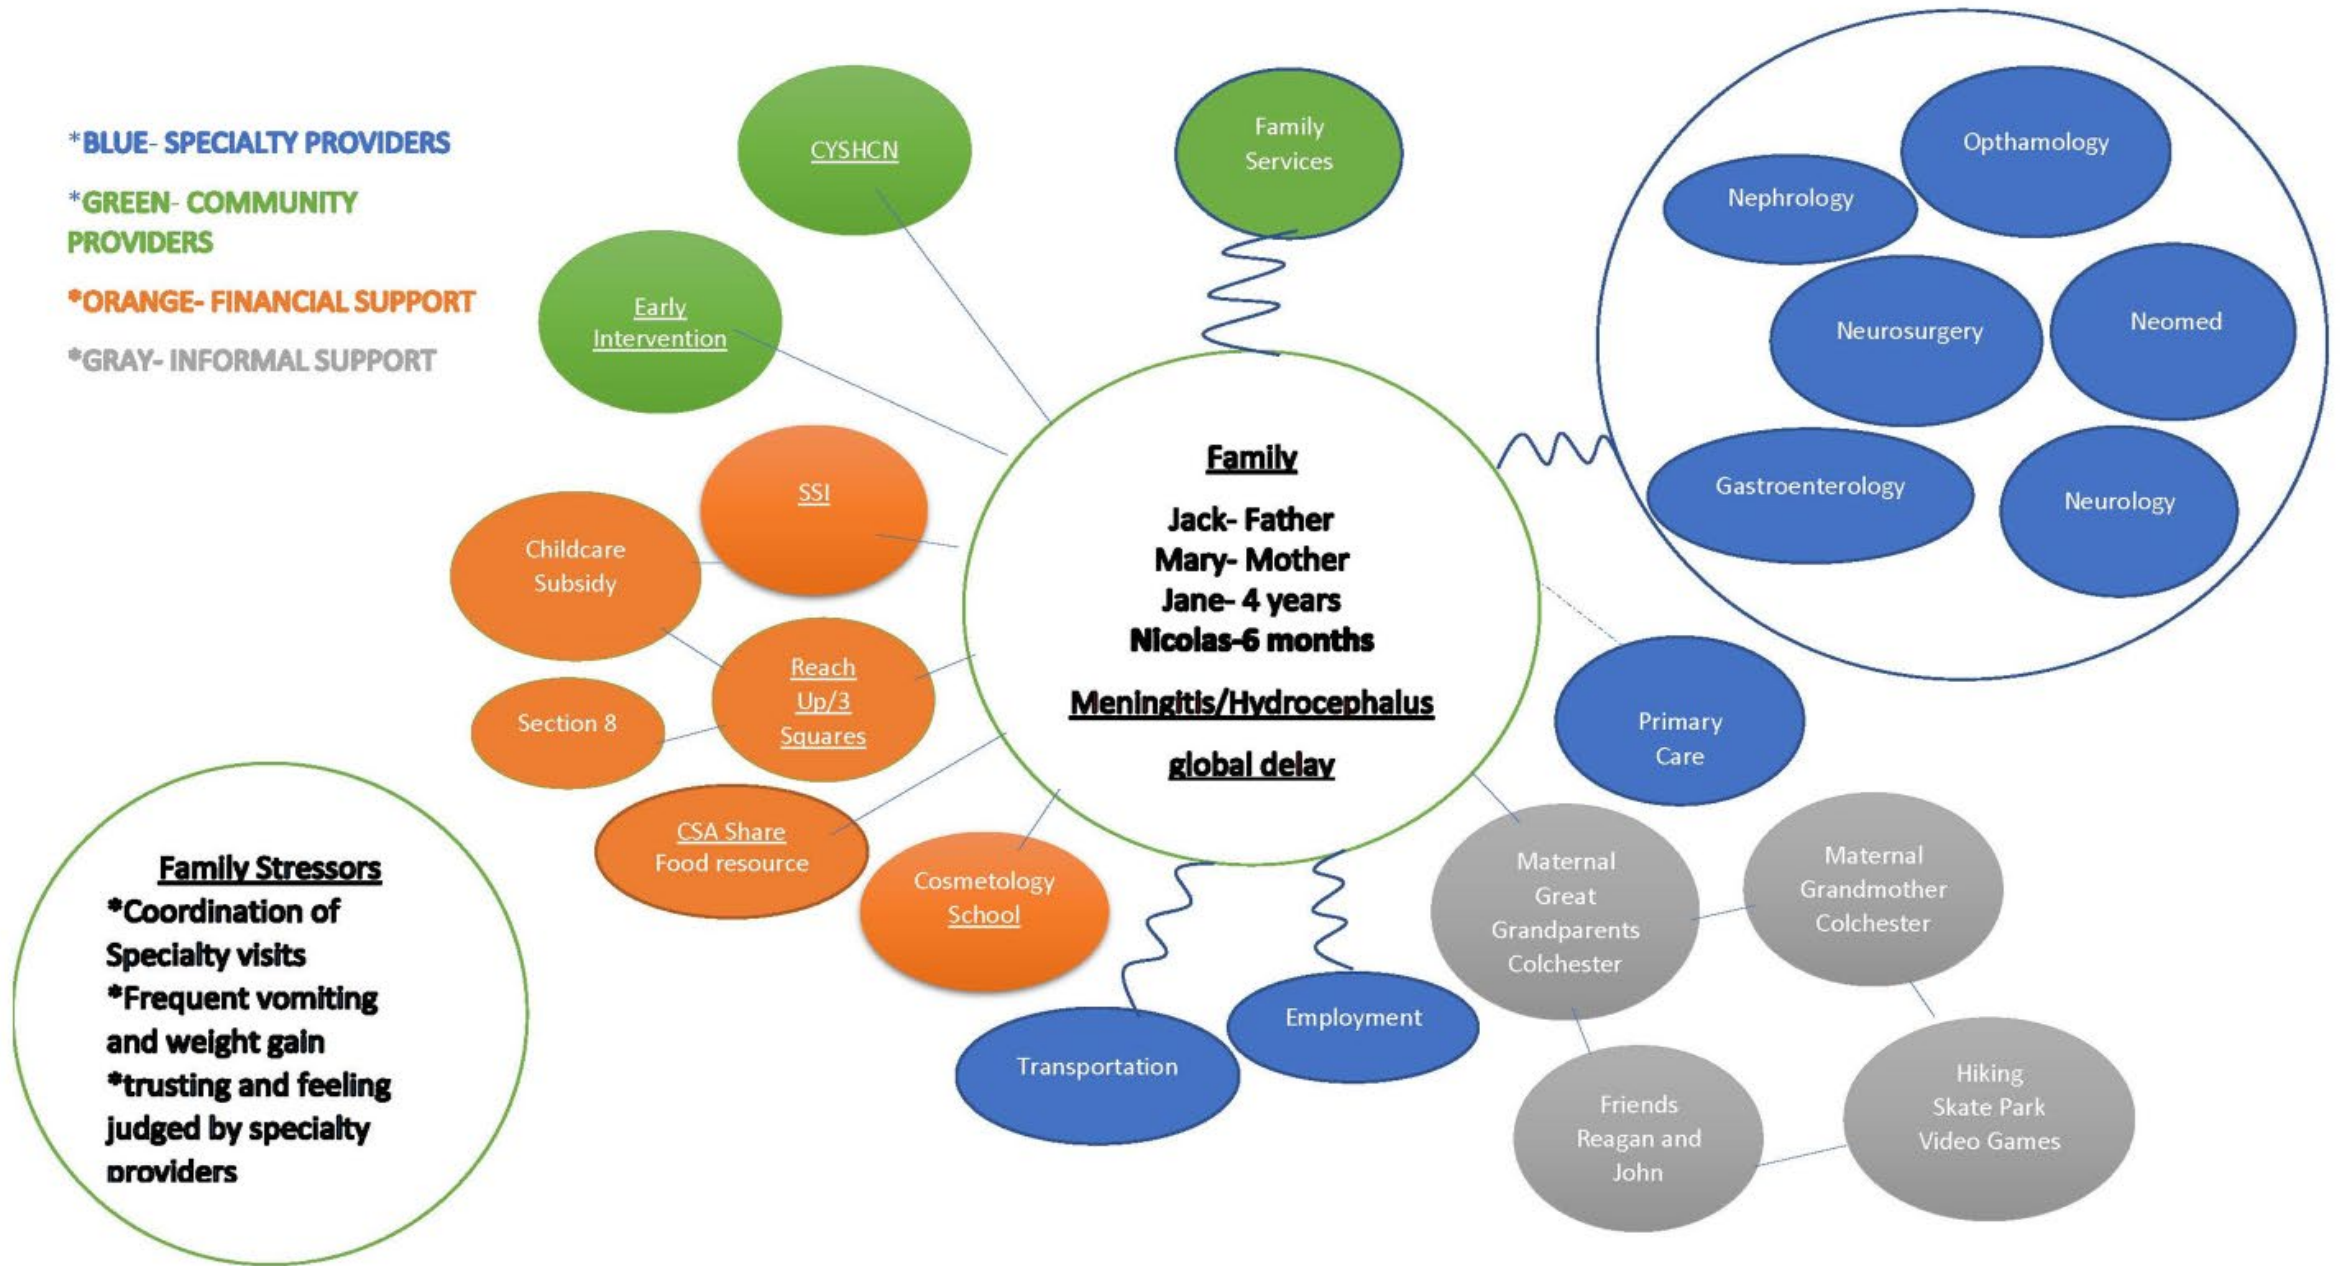 *BLUE- SPECIALTY PROVIDERS
*GREEN- COMMUNITY
PROVIDERS
*ORANGE- FINANCIAL SUPPORT
*GRAY- INFORMAL SUPPORT
CYSHCN
Family
Services
Early
Intervention
Opthamology
Nephrology
Neurosurgery
Neomed
Gastroenterology
Neurology
SSI
Childcare
Subsidy
Reach
Up/3
Squares
Section 8
CSA Share
Food resource
Cosmetology
School
Family
Jack- Father
Mary- Mother
Jane- 4 years
Nicolas-6 months
Meningitis/Hydrocephalus
global delay
Primary
Care
Maternal
Great
Grandparents
Colchester
Maternal
Grandmother
Colchester
Employment
Transportation
Friends
Reagan and
John
Hiking
Skate Park
Video Games
Family Stressors
*Coordination of
Specialty visits
*Frequent vomiting
and weight gain
*trusting and feeling
judged by specialty
providers